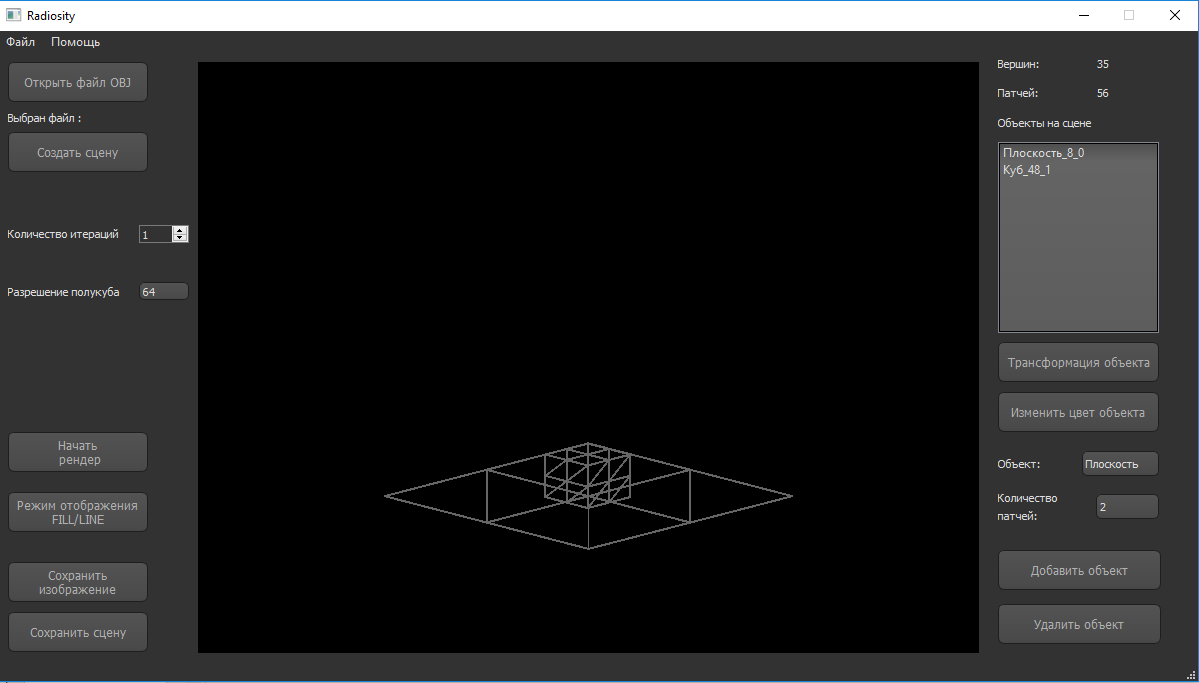 Radiosity
Файл Помощь
Открыть файл OBJ
Выбран файл :
Создать сцену
Количество итераций 1
Разрешение полукуба 64
Начать
рендер
Режим отображения
FILL/LINE
Сохранить
изображение
Сохранить сцену
Вершин: 35
Патчей: 56
Объекты на сцене
Плоскость_8_0
Куб_48_1
Трансформация объекта
Изменить цвет объекта
Объект: Плоскость
Количество
патчей: 2
Добавить объект
Удалить объект